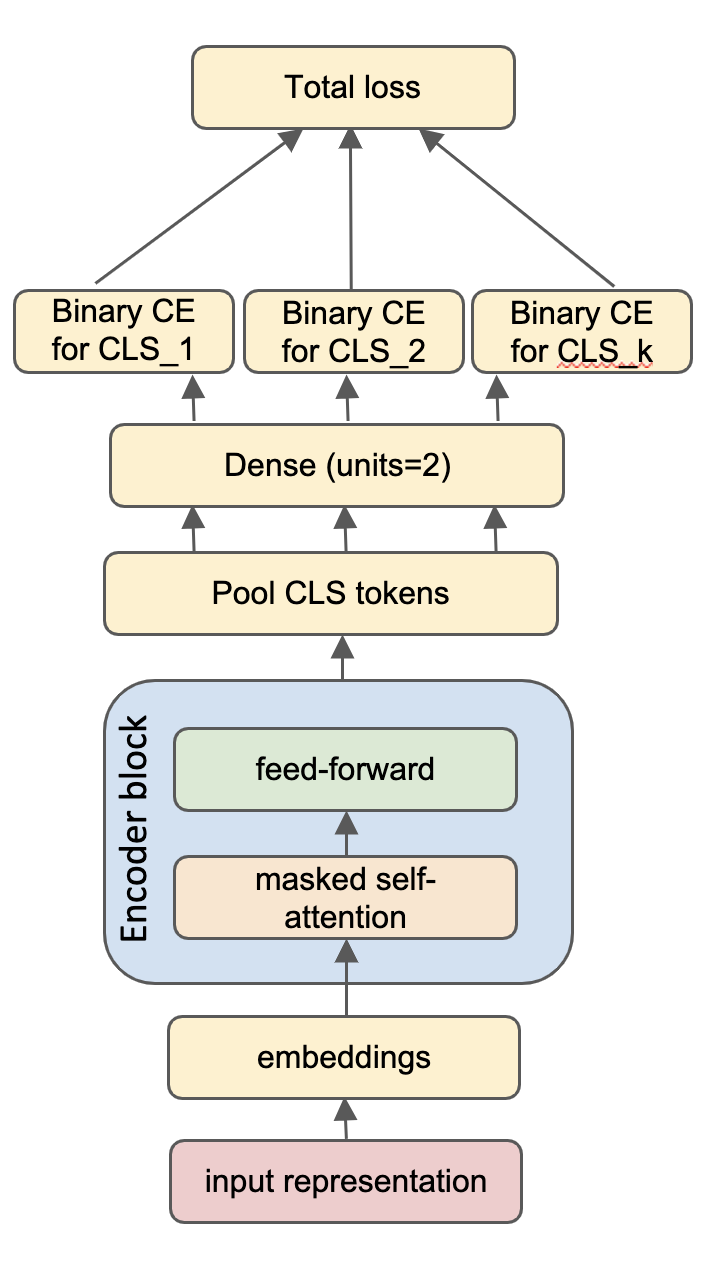 Total loss
Binary CE
for CLS_1
Binary CE
for CLS_2
Binary CE
for CLS_k
Dense (units=2)
Pool CLS tokens
Encoder block
feed-forward
masked self-
attention
embeddings
input representation